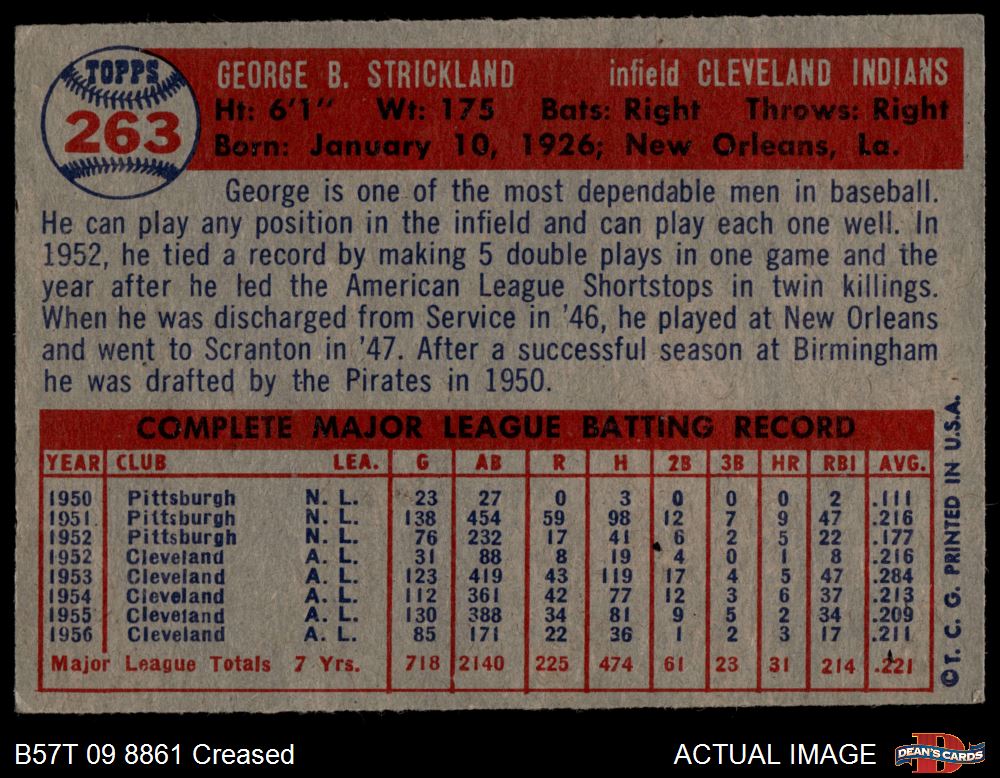 TOPPS
263
GEORGE B. STRICKLAND infield CLEVELAND INDIANS
Ht: 6'1" Wt: 175 Bats: Right Throws: Right
Born: January 10, 1926; New Orleans, La.
George is one of the most dependable men in baseball.
He can play any position in the infield and can play each one well. In
1952, he tied a record by making 5 double plays in one game and the
year after he led the American League Shortstops in twin killings.
When he was discharged from Service in '46, he played at New Orleans
and went to Scranton in '47. After a successful season at Birmingham
he was drafted by the Pirates in 1950.
COMPLETE MAJOR LEAGUE BATTING RECORD
YEAR CLUB LEA. G AB R H 2B 3B HR RBI AVG.
1950 Pittsburgh N. L. 23 27 0 3 0 0 0 2 .111
1951 Pittsburgh N. L. 138 454 59 98 12 7 9 47 .216
1952 Pittsburgh N. L. 76 232 17 41 6 2 5 22 .177
1952 Cleveland A. L. 31 88 8 19 4 0 1 8 .216
1953 Cleveland A. L. 123 419 43 119 17 4 5 47 .284
1954 Cleveland A. L. 112 361 42 77 12 3 6 37 .213
1955 Cleveland A. L. 130 388 34 81 9 5 2 34 .209
1956 Cleveland A. L. 85 171 22 36 1 2 3 17 .211
Major League Totals 7 Yrs. 718 2140 225 474 61 23 31 214 .221
©T. C. G. PRINTED IN U.S.A.
B57T 09 8861 Creased ACTUAL IMAGE
DEAN'S CARDS